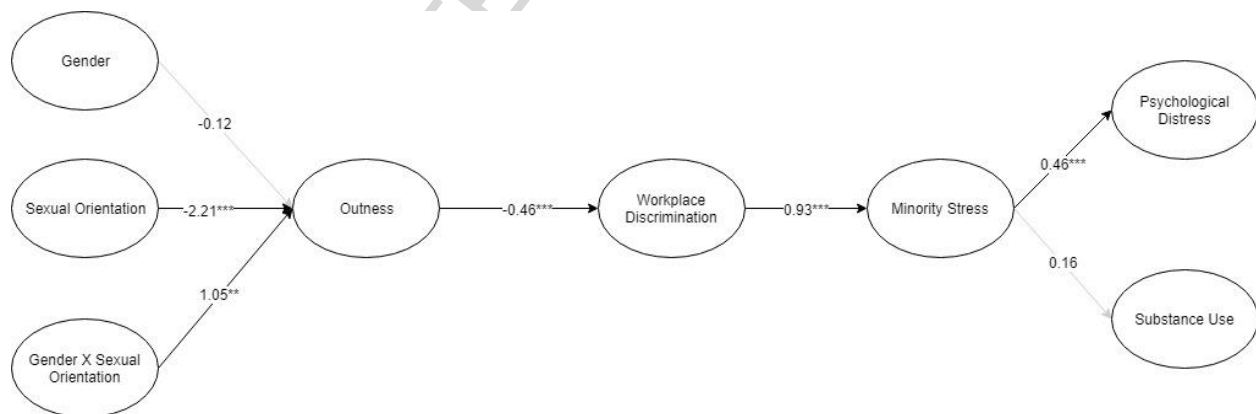 Gender
Psychological
Distress
-0.12
0.46***
Sexual Orientation
-2.21***
Outness
-0.46***
Workplace
Discrimination
0.93***
Minority Stress
0.16
1.05**
Substance Use
Gender X Sexual
Orientation